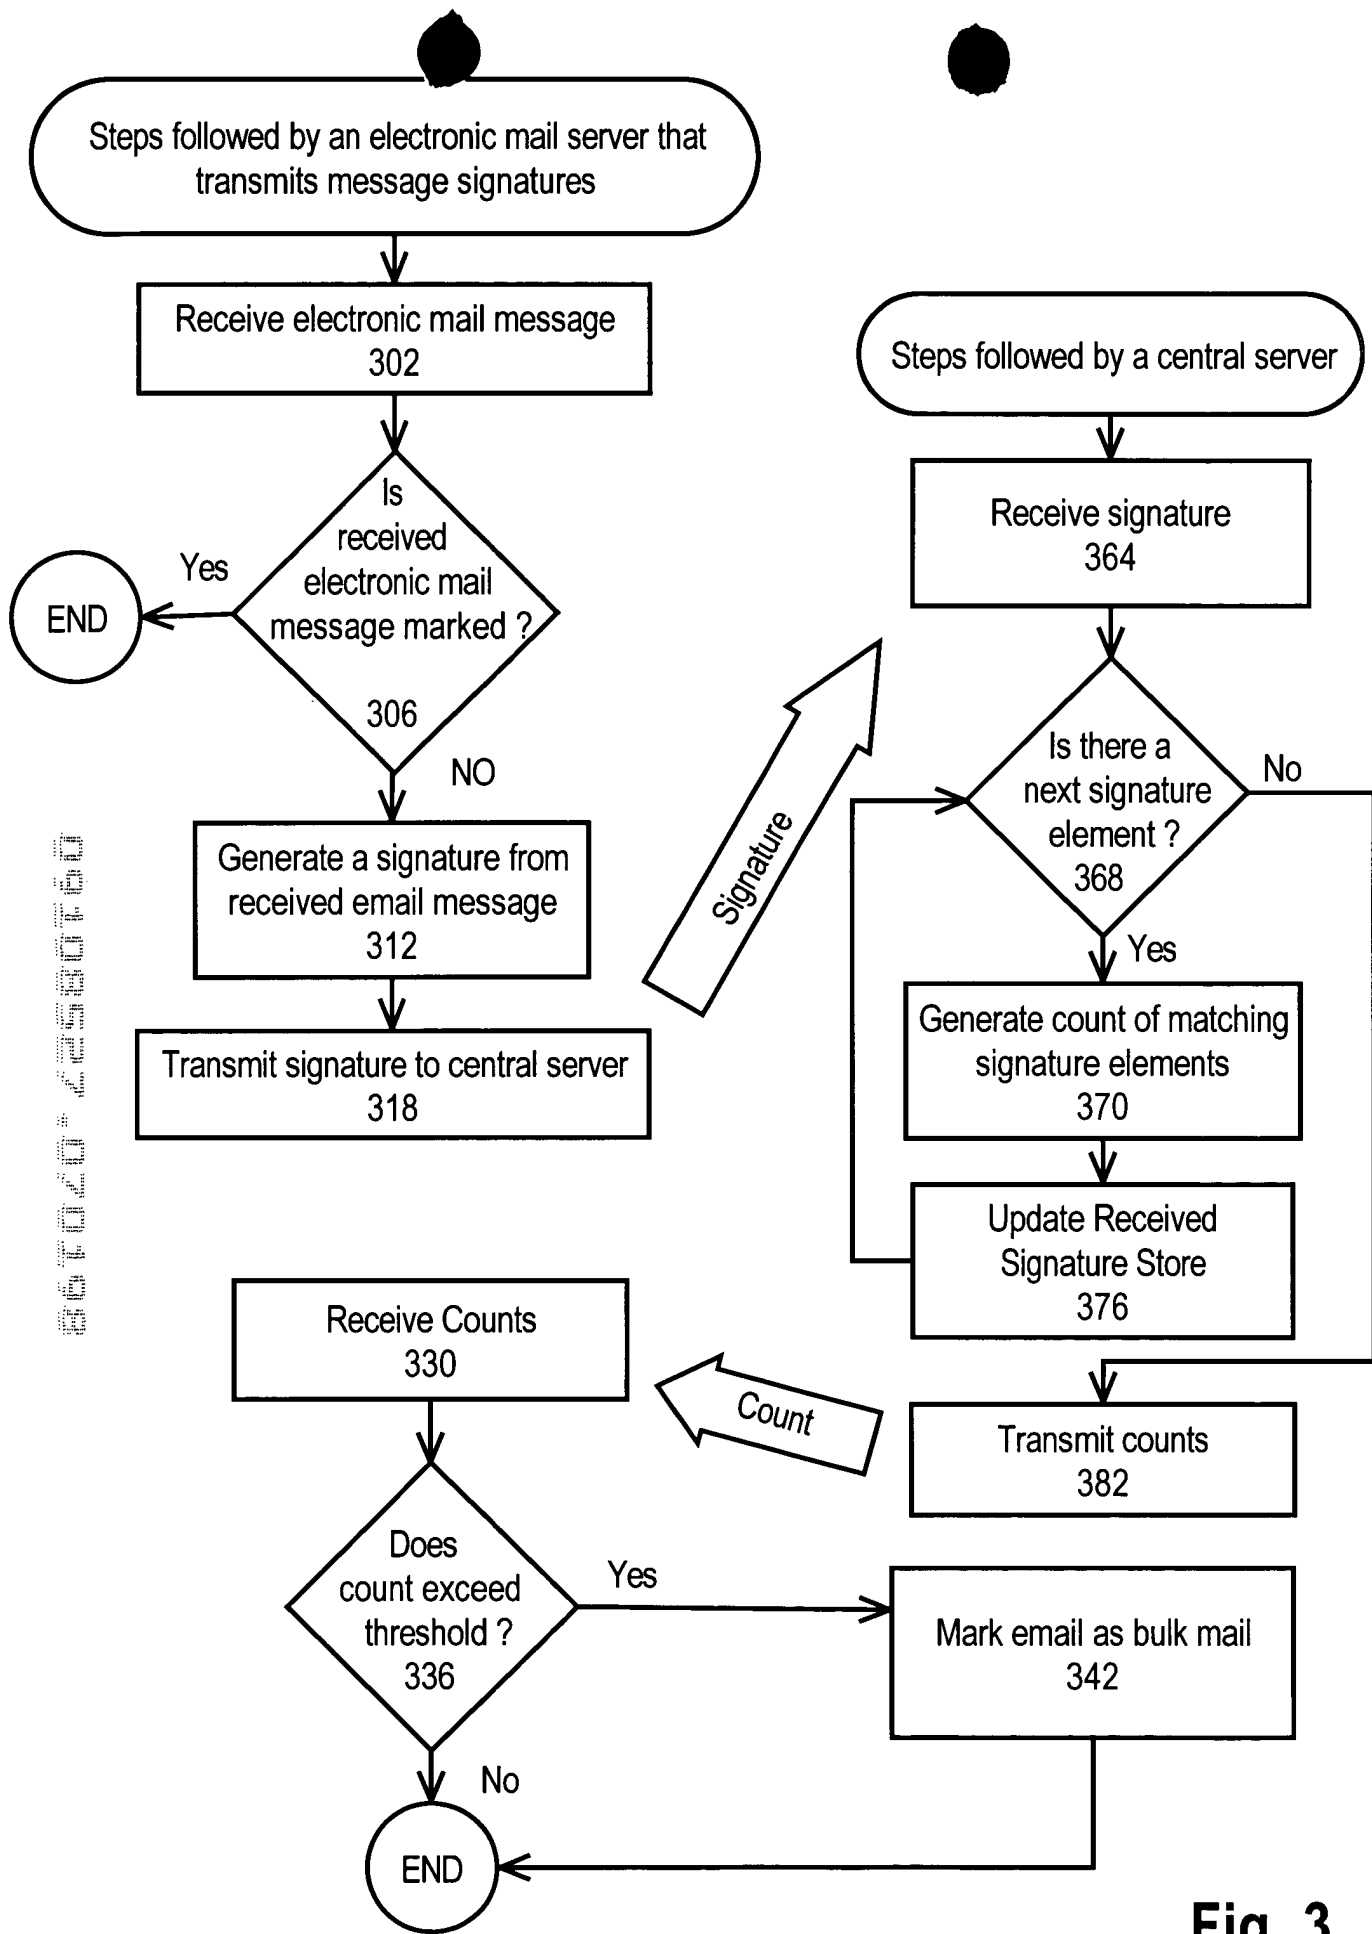 Steps followed by an electronic mail server that
transmits message signatures
Receive electronic mail message
302
Is
received
electronic mail
message marked ?
306
Yes
END
NO
Generate a signature from
received email message
312
Transmit signature to central server
318
Signature
Steps followed by a central server
Receive signature
364
Is there a
next signature
element ?
368
No
Yes
Generate count of matching
signature elements
370
Update Received
Signature Store
376
Transmit counts
382
Count
Receive Counts
330
Does
count exceed
threshold ?
336
Yes
Mark email as bulk mail
342
No
END
Fig. 3